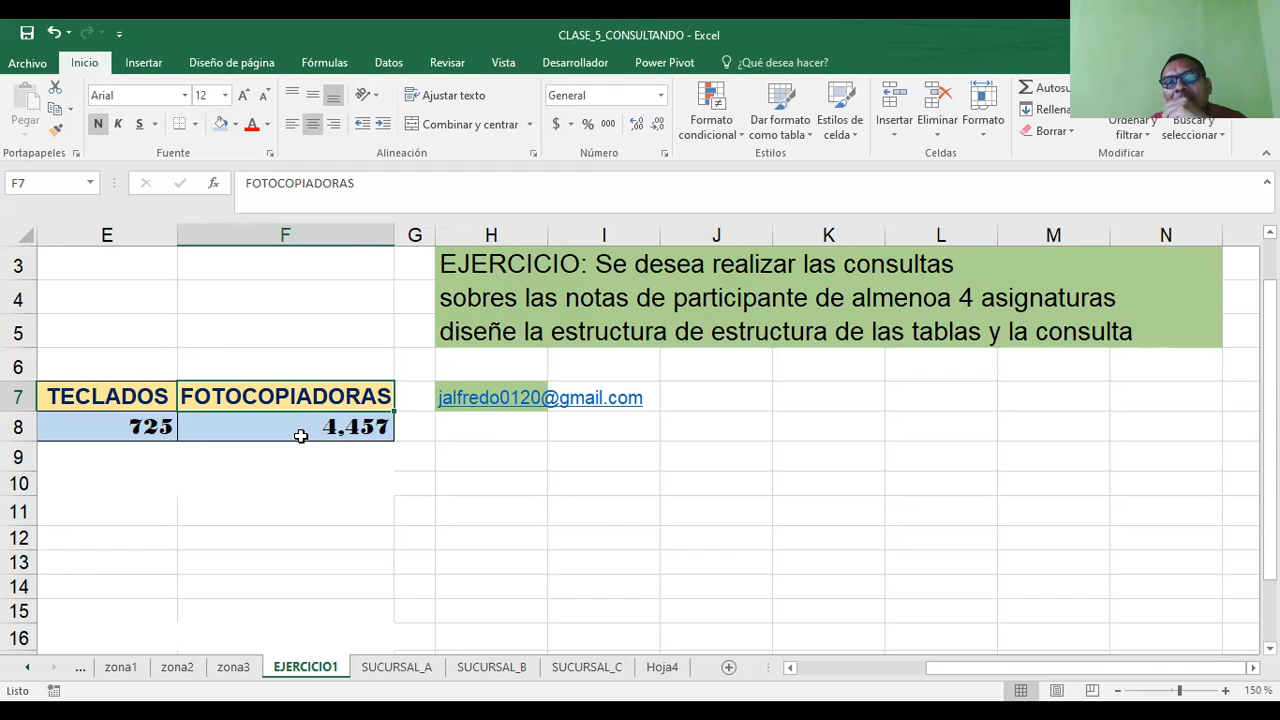 CLASE_5_CONSULTANDO - Excel
Archivo Inicio Insertar Diseño de página Fórmulas Datos Revisar Vista Desarrollador Power Pivot ¿Qué desea hacer?
Pegar
Portapapeles
Arial 12
N K S
Fuente
Ajustar texto
Combinar y centrar
Alineación
General
$ % 000
Número
Formato condicional
Dar formato como tabla
Estilos de celda
Estilos
Insertar Eliminar Formato
Celdas
Autosu
Rellena
Borrar
Ordenar y filtrar
Buscar y seleccionar
Modificar
F7 fx FOTOCOPIADORAS
E F G H I J K L M N
3 EJERCICIO: Se desea realizar las consultas
4 sobres las notas de participante de almenoa 4 asignaturas
5 diseñe la estructura de estructura de las tablas y la consulta
6
7 TECLADOS FOTOCOPIADORAS jalfredo0120@gmail.com
8 725 4,457
9
10
11
12
13
14
15
16
... zona1 zona2 zona3 EJERCICIO1 SUCURSAL_A SUCURSAL_B SUCURSAL_C Hoja4
Listo 150 %